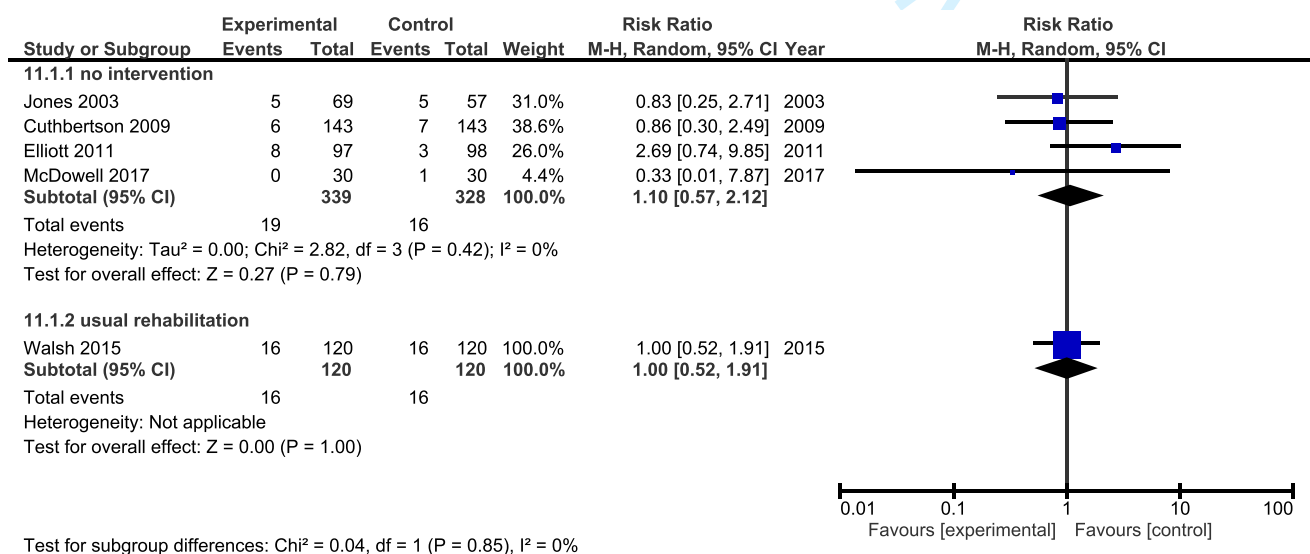 Experimental Control Risk Ratio Risk Ratio
Study or Subgroup Events Total Events Total Weight M-H, Random, 95% CI Year M-H, Random, 95% CI
11.1.1 no intervention
Jones 2003 5 69 5 57 31.0% 0.83 [0.25, 2.71] 2003
Cuthbertson 2009 6 143 7 143 38.6% 0.86 [0.30, 2.49] 2009
Elliott 2011 8 97 3 98 26.0% 2.69 [0.74, 9.85] 2011
McDowell 2017 0 30 1 30 4.4% 0.33 [0.01, 7.87] 2017
Subtotal (95% CI) 339 328 100.0% 1.10 [0.57, 2.12]
Total events 19 16
Heterogeneity: Tau² = 0.00; Chi² = 2.82, df = 3 (P = 0.42); I² = 0%
Test for overall effect: Z = 0.27 (P = 0.79)
11.1.2 usual rehabilitation
Walsh 2015 16 120 16 120 100.0% 1.00 [0.52, 1.91] 2015
Subtotal (95% CI) 120 120 100.0% 1.00 [0.52, 1.91]
Total events 16 16
Heterogeneity: Not applicable
Test for overall effect: Z = 0.00 (P = 1.00)
0.01 0.1 1 10 100
Favours [experimental] Favours [control]
Test for subgroup differences: Chi² = 0.04, df = 1 (P = 0.85), I² = 0%